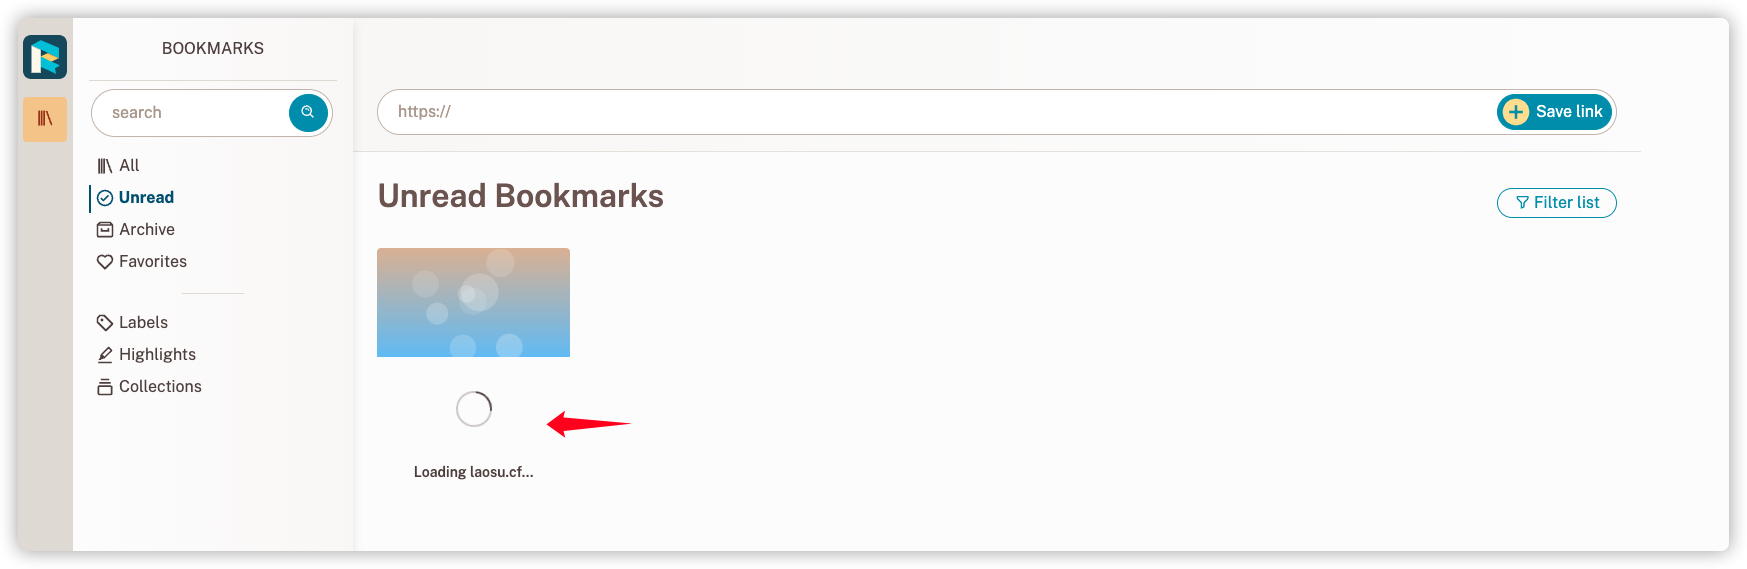 BOOKMARKS
search
All
Unread
Archive
Favorites
Labels
Highlights
Collections
https://
Save link
Unread Bookmarks
Filter list
Loading laosu.cf...